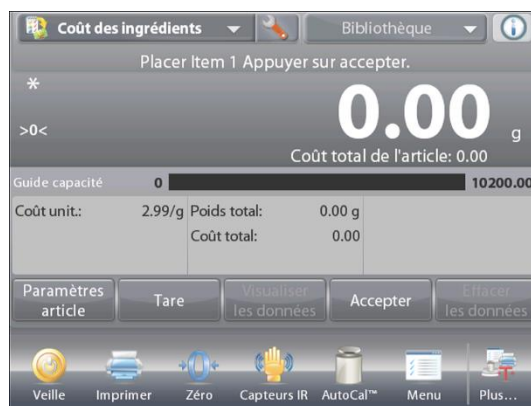 Coût des ingrédients
Bibliothèque
Placer Item 1 Appuyer sur accepter.
*
>0<
0.00 g
Coût total de l'article: 0.00
Guide capacité 0 10200.00
Coût unit.: 2.99/g Poids total: 0.00 g
Coût total: 0.00
Paramètres article
Tare
Visualiser les données
Accepter
Effacer les données
Veille
Imprimer
Zéro
Capteurs IR
AutoCal™
Menu
Plus...